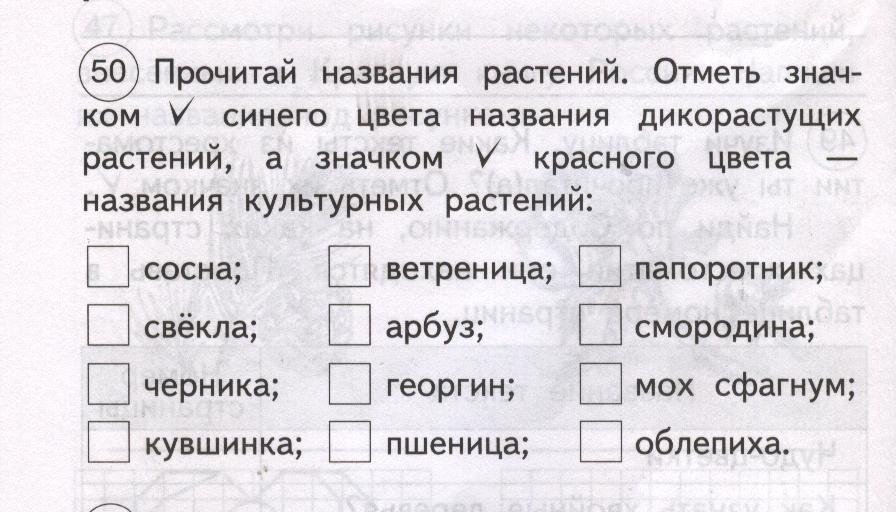 50 Прочитай названия растений. Отметь знач-
ком ✓ синего цвета названия дикорастущих
растений, а значком ✓ красного цвета —
названия культурных растений:
сосна; ветреница; папоротник;
свёкла; арбуз; смородина;
черника; георгин; мох сфагнум;
кувшинка; пшеница; облепиха.